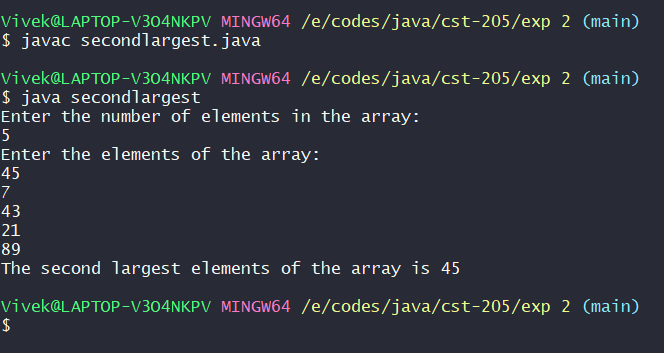 Vivek@LAPTOP-V3O4NKPV MINGW64 /e/codes/java/cst-205/exp 2 (main)
$ javac secondlargest.java
Vivek@LAPTOP-V3O4NKPV MINGW64 /e/codes/java/cst-205/exp 2 (main)
$ java secondlargest
Enter the number of elements in the array:
5
Enter the elements of the array:
45
7
43
21
89
The second largest elements of the array is 45
Vivek@LAPTOP-V3O4NKPV MINGW64 /e/codes/java/cst-205/exp 2 (main)
$